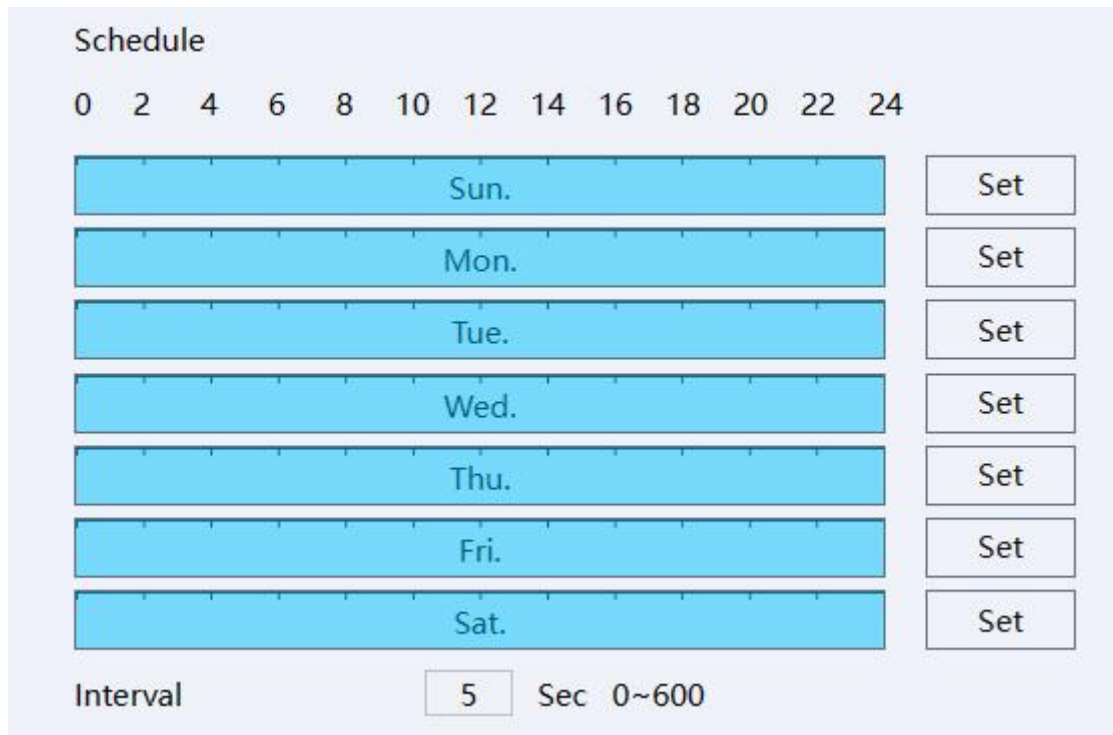 Schedule
0 2 4 6 8 10 12 14 16 18 20 22 24
Sun. Set
Mon. Set
Tue. Set
Wed. Set
Thu. Set
Fri. Set
Sat. Set
Interval 5 Sec 0~600